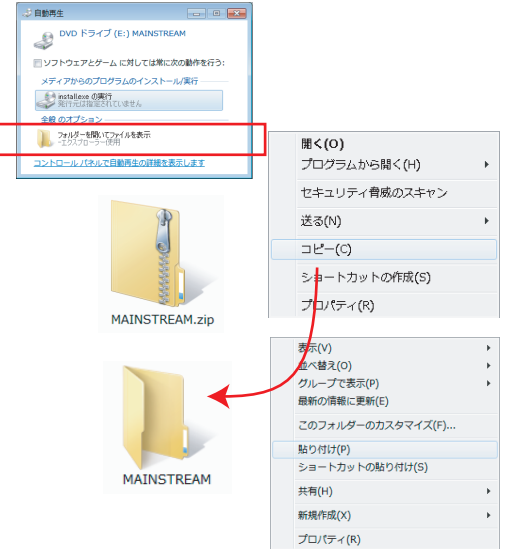 自動再生
DVD ドライブ (E:) MAINSTREAM
ソフトウェアとゲーム に対しては常に次の動作を行う:
メディアからのプログラムのインストール/実行
install.exe の実行
発行元は指定されていません
全般 のオプション
フォルダーを開いてファイルを表示
-エクスプローラー使用
コントロール パネルで自動再生の詳細を表示します
開く(O)
プログラムから開く(H)
セキュリティ脅威のスキャン
送る(N)
コピー(C)
ショートカットの作成(S)
プロパティ(R)
MAINSTREAM.zip
表示(V)
並べ替え(O)
グループで表示(P)
最新の情報に更新(E)
このフォルダーのカスタマイズ(F)...
貼り付け(P)
ショートカットの貼り付け(S)
共有(H)
新規作成(X)
プロパティ(R)
MAINSTREAM